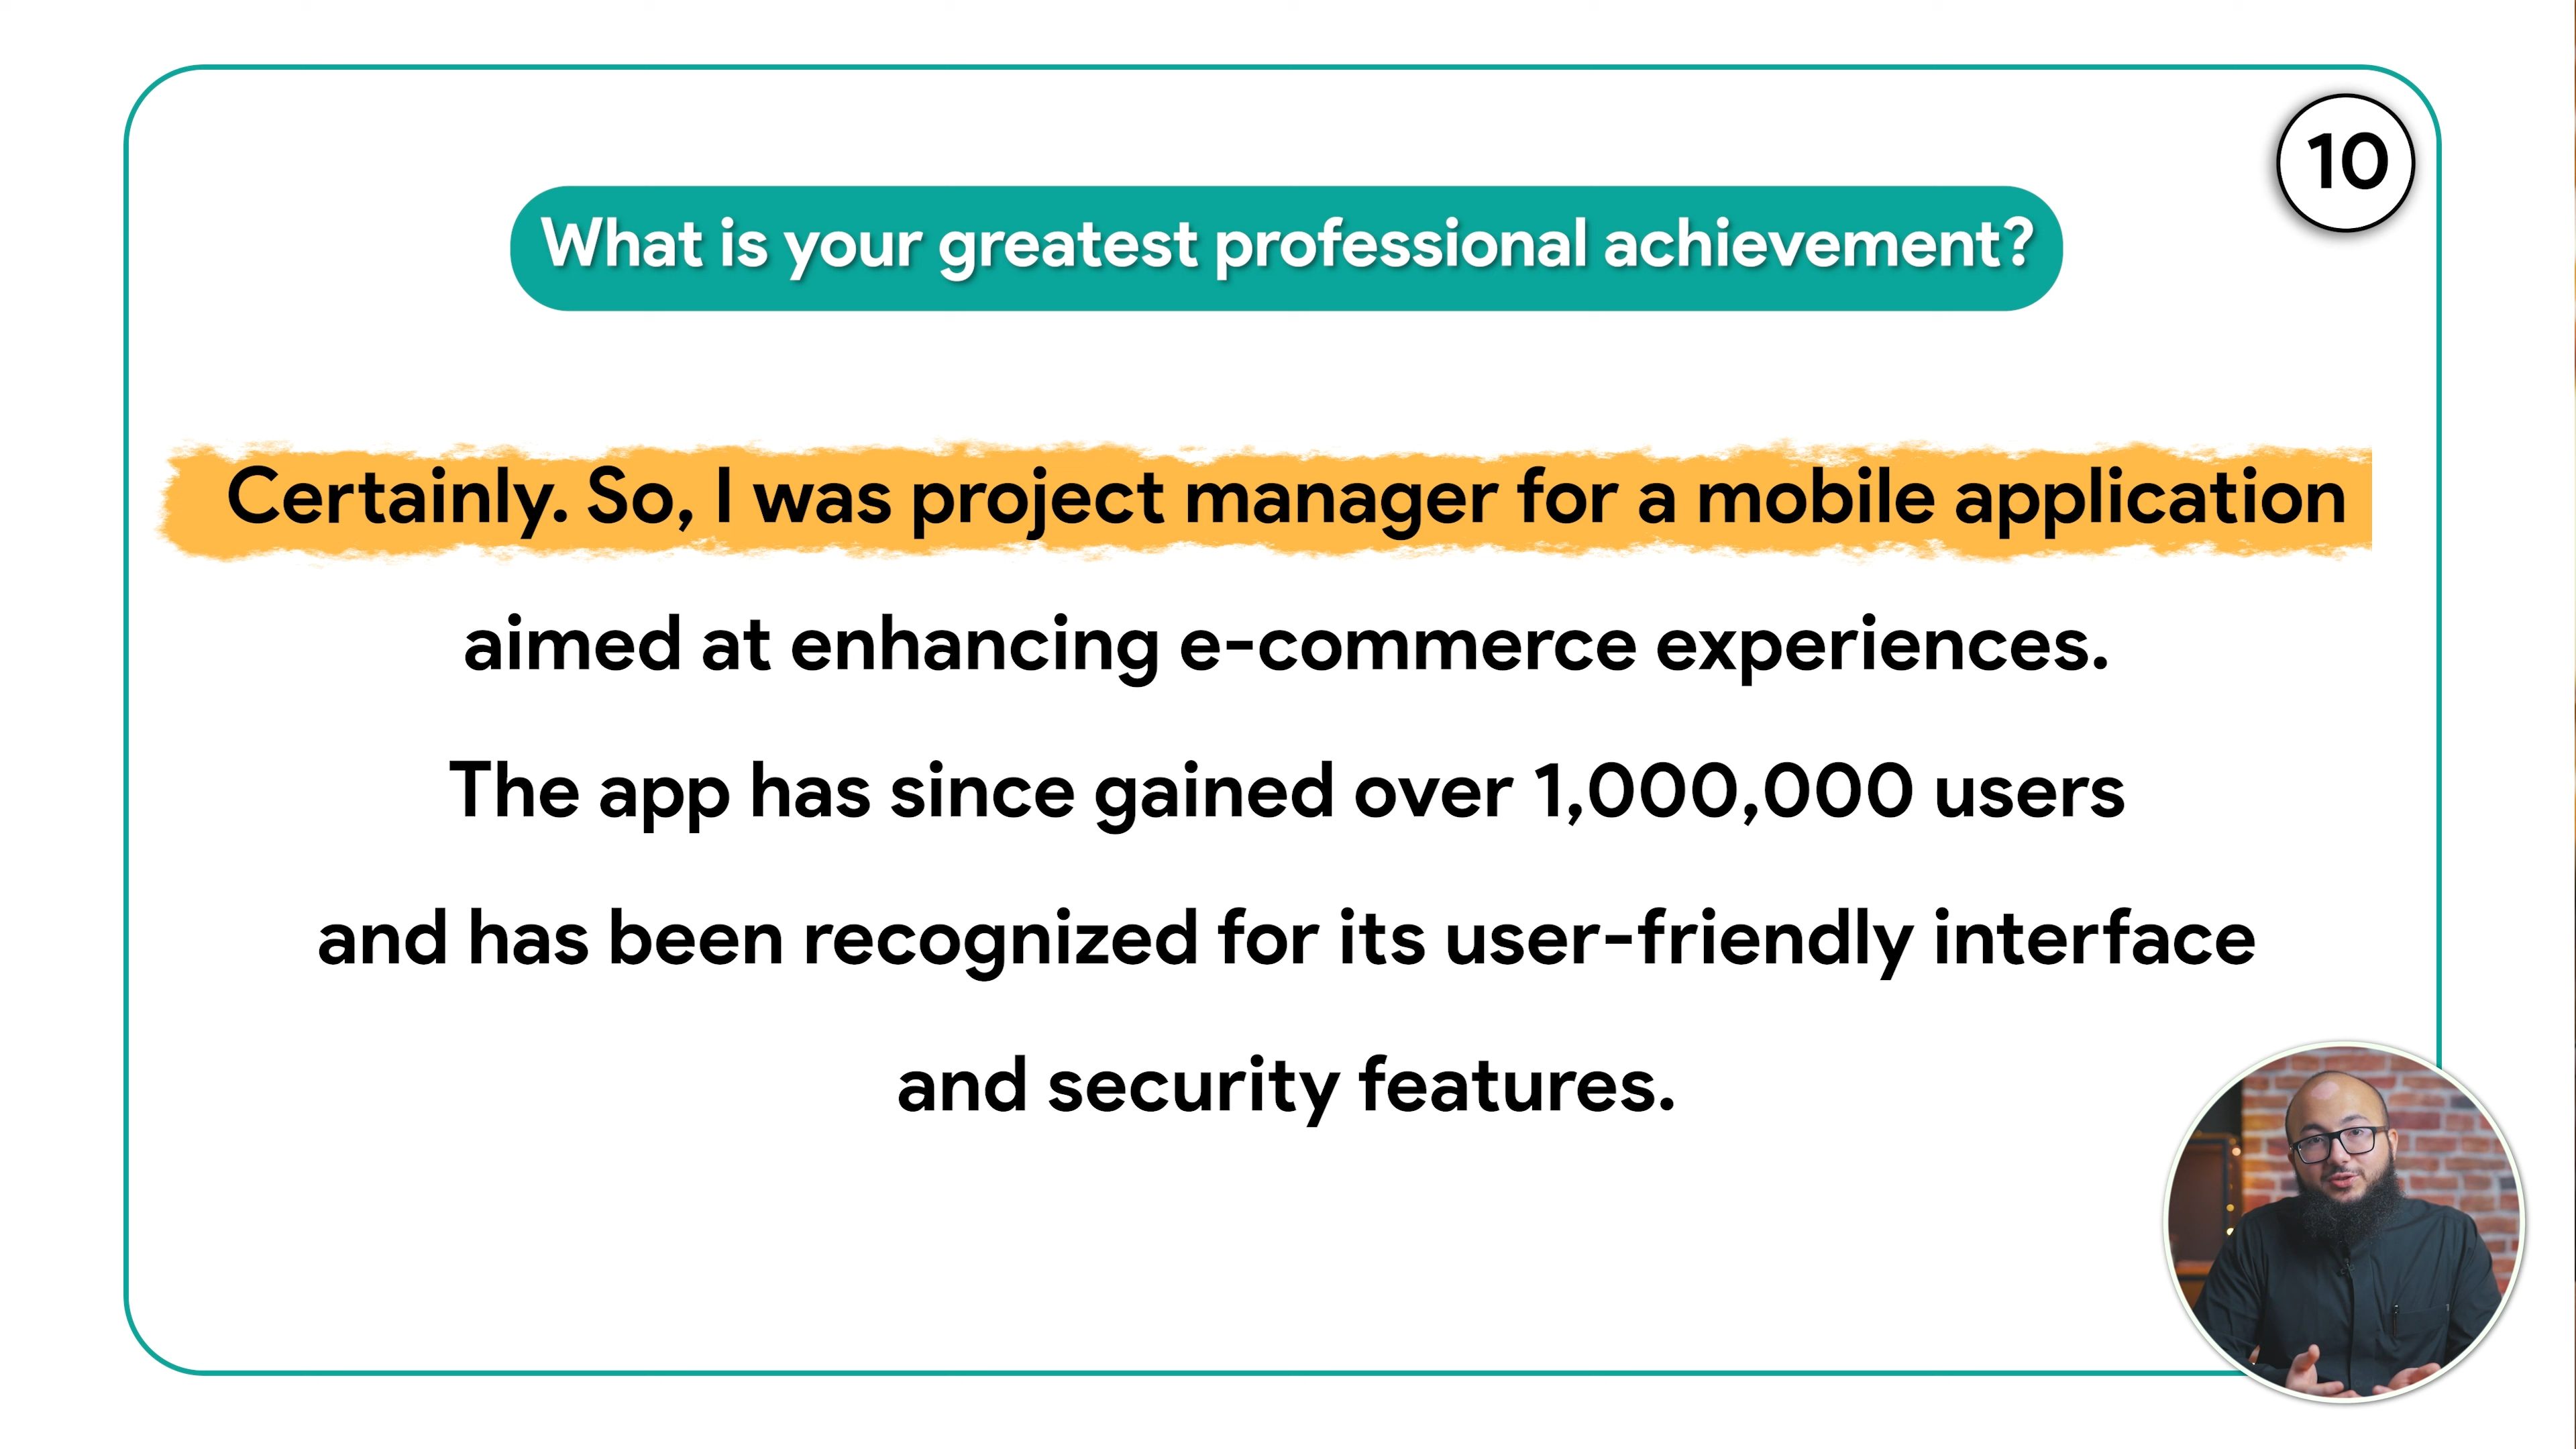 10
What is your greatest professional achievement?
Certainly. So, I was project manager for a mobile application
aimed at enhancing e-commerce experiences.
The app has since gained over 1,000,000 users
and has been recognized for its user-friendly interface
and security features.